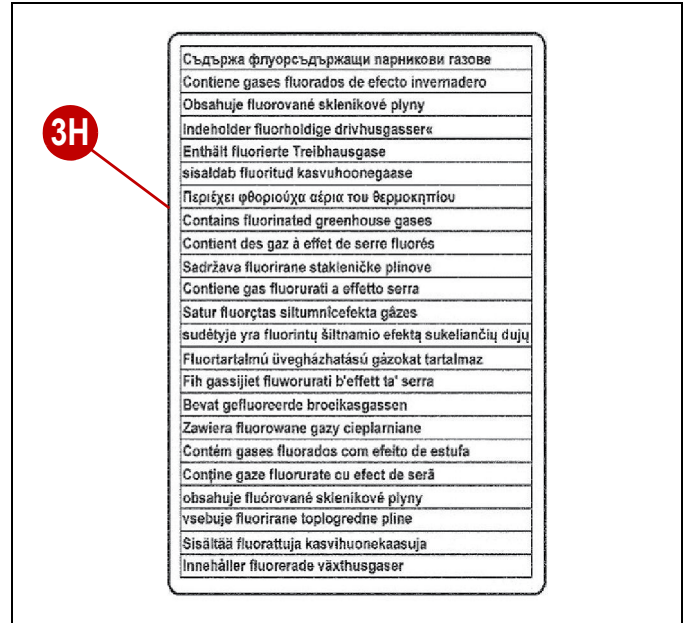 3H
Съдържа флуорсъдържащи парникови газове
Contiene gases fluorados de efecto invernadero
Obsahuje fluorované skleníkové plyny
Indeholder fluorholdige drivhusgasser«
Enthält fluorierte Treibhausgase
sisaldab fluoritud kasvuhoonegaase
Περιέχει φθοριούχα αέρια του θερμοκηπίου
Contains fluorinated greenhouse gases
Contient des gaz à effet de serre fluorés
Sadržava fluorirane stakleničke plinove
Contiene gas fluorurati a effetto serra
Satur fluorçtas siltumnîcefekta gâzes
sudėtyje yra fluorintų šiltnamio efektą sukeliančių dujų
Fluortartalmú üvegházhatású gázokat tartalmaz
Fih gassijiet fluworurati b'effett ta' serra
Bevat gefluoreerde broeikasgassen
Zawiera fluorowane gazy cieplarniane
Contém gases fluorados com efeito de estufa
Conţine gaze fluorurate cu efect de seră
obsahuje fluórované skleníkové plyny
vsebuje fluorirane toplogredne pline
Sisältää fluorattuja kasvihuonekaasuja
Innehåller fluorerade växthusgaser